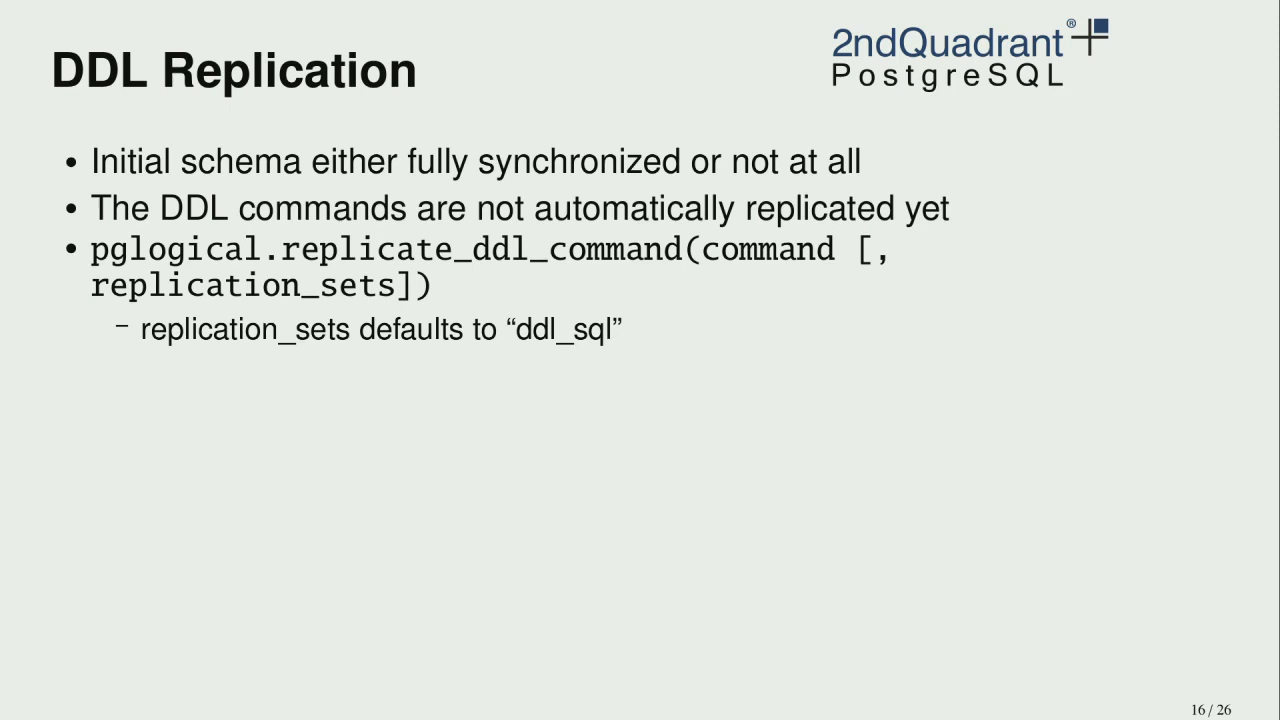 DDL Replication
2ndQuadrant®
PostgreSQL
• Initial schema either fully synchronized or not at all
• The DDL commands are not automatically replicated yet
• pglogical.replicate_ddl_command(command [,
replication_sets])
– replication_sets defaults to “ddl_sql”
16 / 26